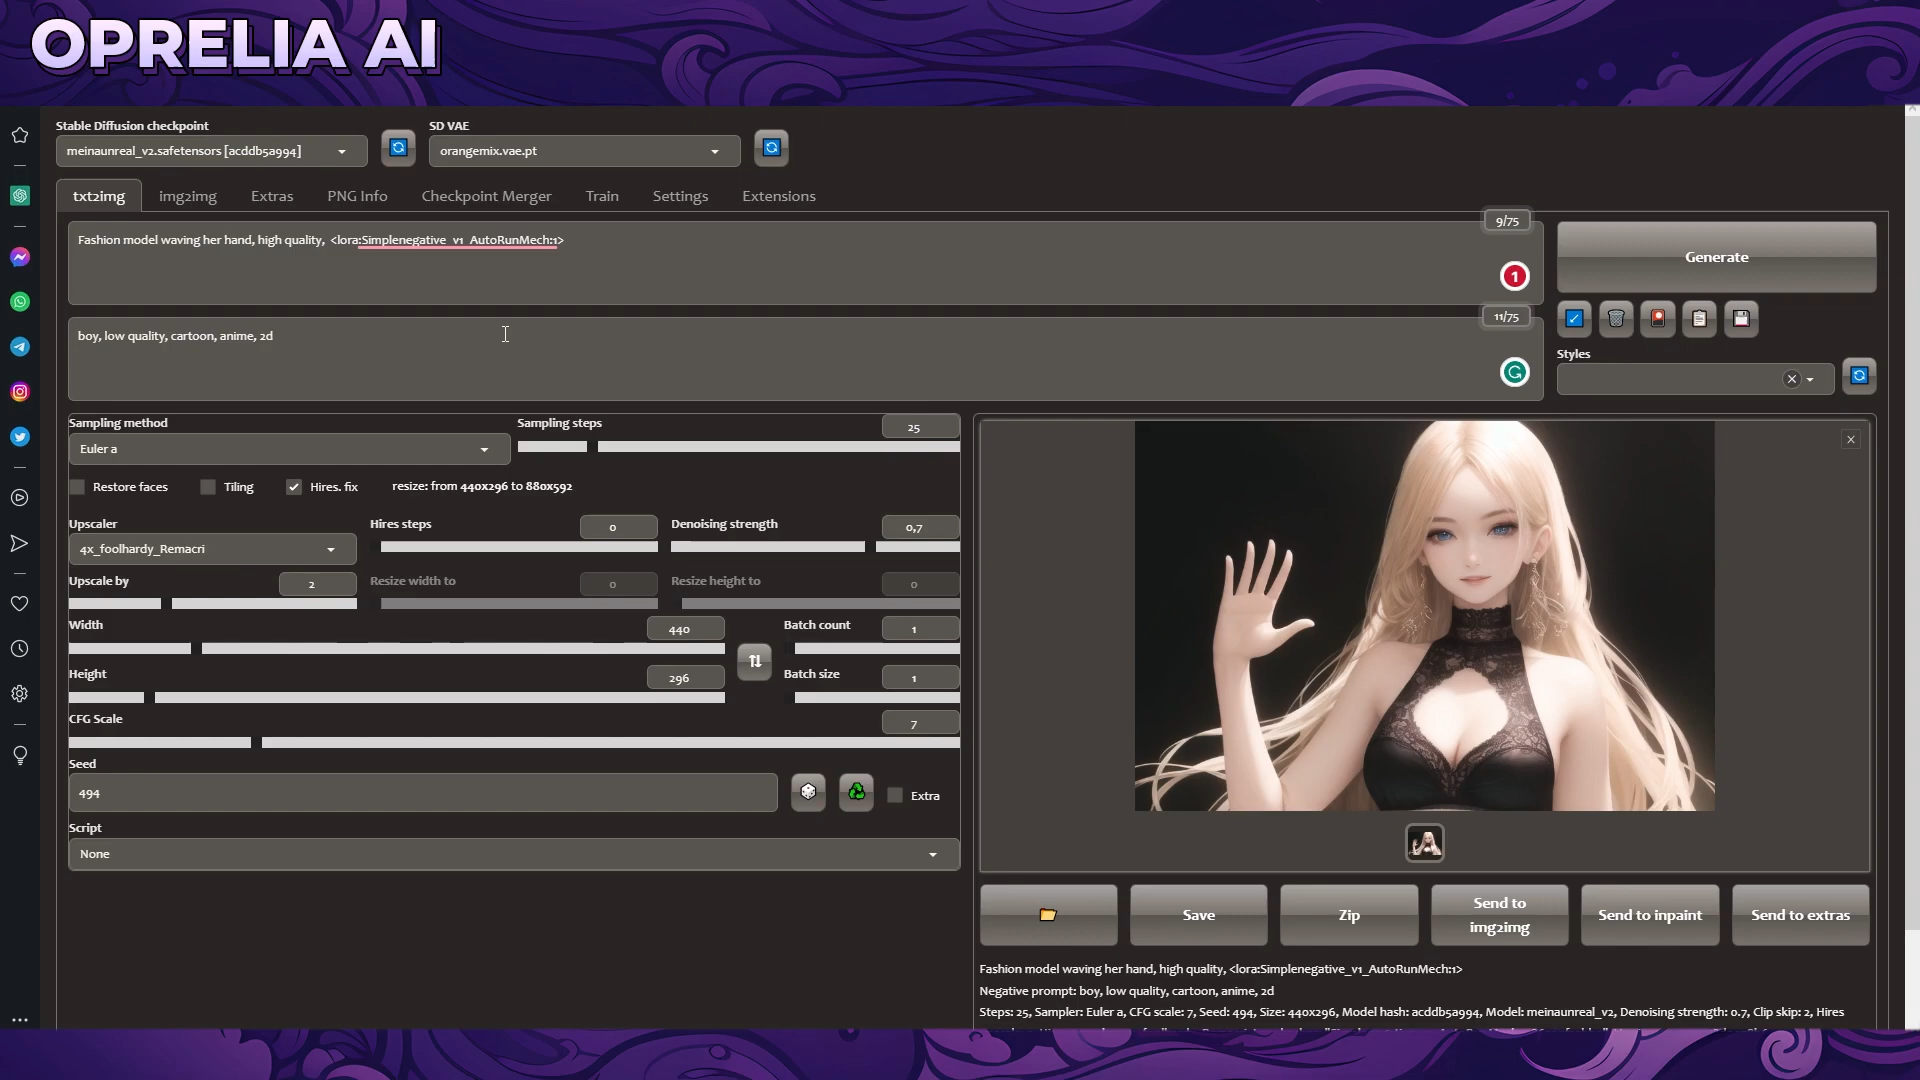 OPRELIA AI
Stable Diffusion checkpoint
SD VAE
meinaunreal_v2.safetensors [acddb5a994]
orangemix.vae.pt
txt2img
img2img
Extras
PNG Info
Checkpoint Merger
Train
Settings
Extensions
Fashion model waving her hand, high quality, <lora:Simplenegative_v1_AutoRunMech:1>
9/75
1
Generate
boy, low quality, cartoon, anime, 2d
11/75
Styles
Sampling method
Euler a
Sampling steps
25
Restore faces
Tiling
Hires. fix
resize: from 440x296 to 880x592
Upscaler
4x_foolhardy_Remacri
Hires steps
0
Denoising strength
0,7
Upscale by
2
Resize width to
0
Resize height to
0
Width
440
Batch count
1
Height
296
Batch size
1
CFG Scale
7
Seed
494
Extra
Script
None
Save
Zip
Send to
img2img
Send to inpaint
Send to extras
Fashion model waving her hand, high quality, <lora:Simplenegative_v1_AutoRunMech:1>
Negative prompt: boy, low quality, cartoon, anime, 2d
Steps: 25, Sampler: Euler a, CFG scale: 7, Seed: 494, Size: 440x296, Model hash: acddb5a994, Model: meinaunreal_v2, Denoising strength: 0.7, Clip skip: 2, Hires